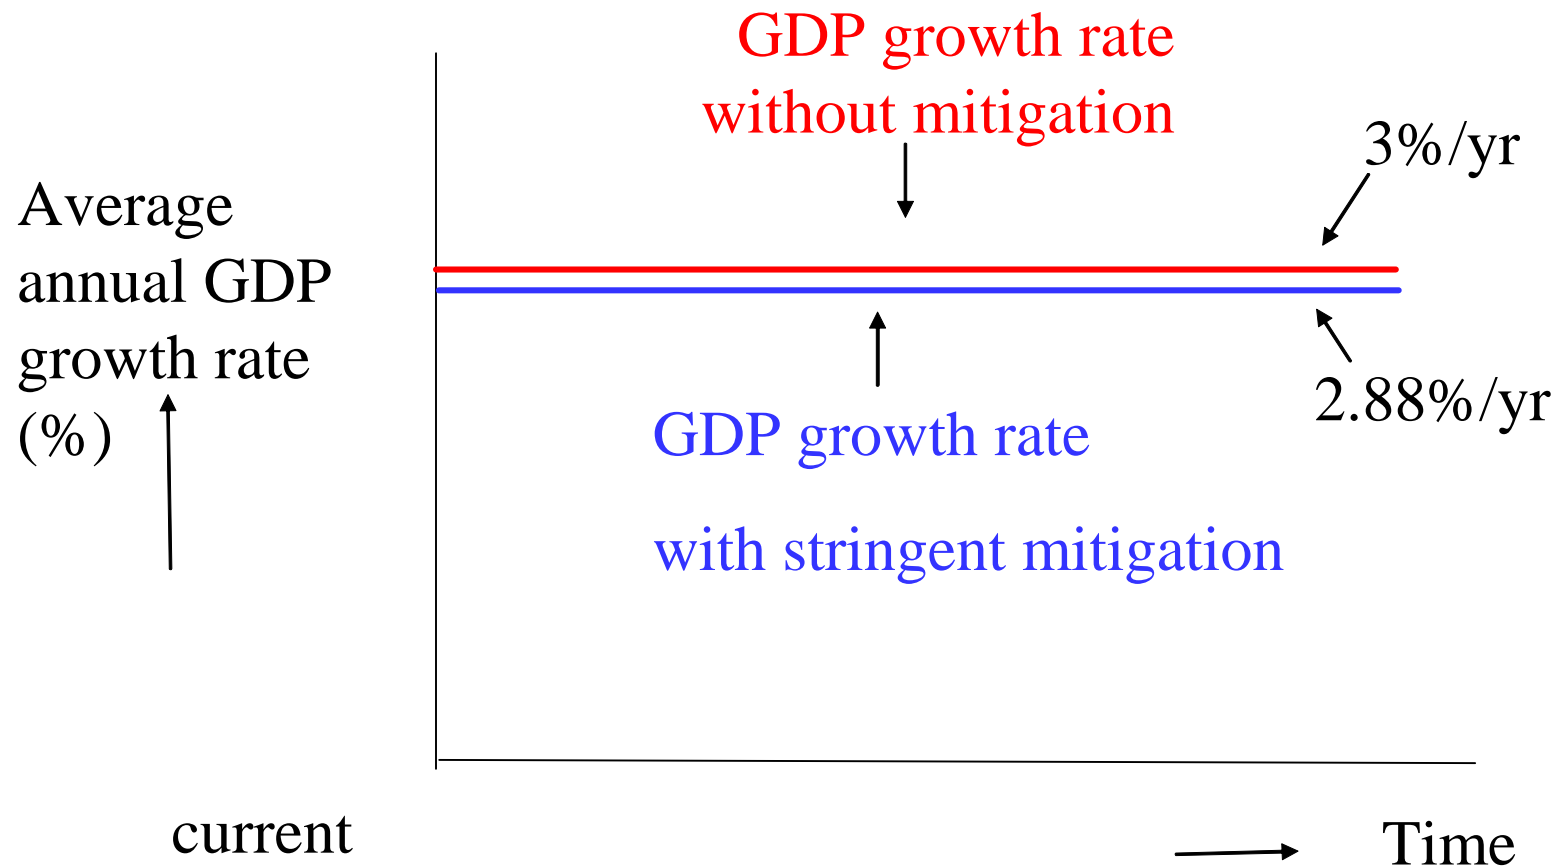 GDP growth rate
without mitigation
3%/yr
Average
annual GDP
growth rate
(%)
2.88%/yr
GDP growth rate
with stringent mitigation
current
Time